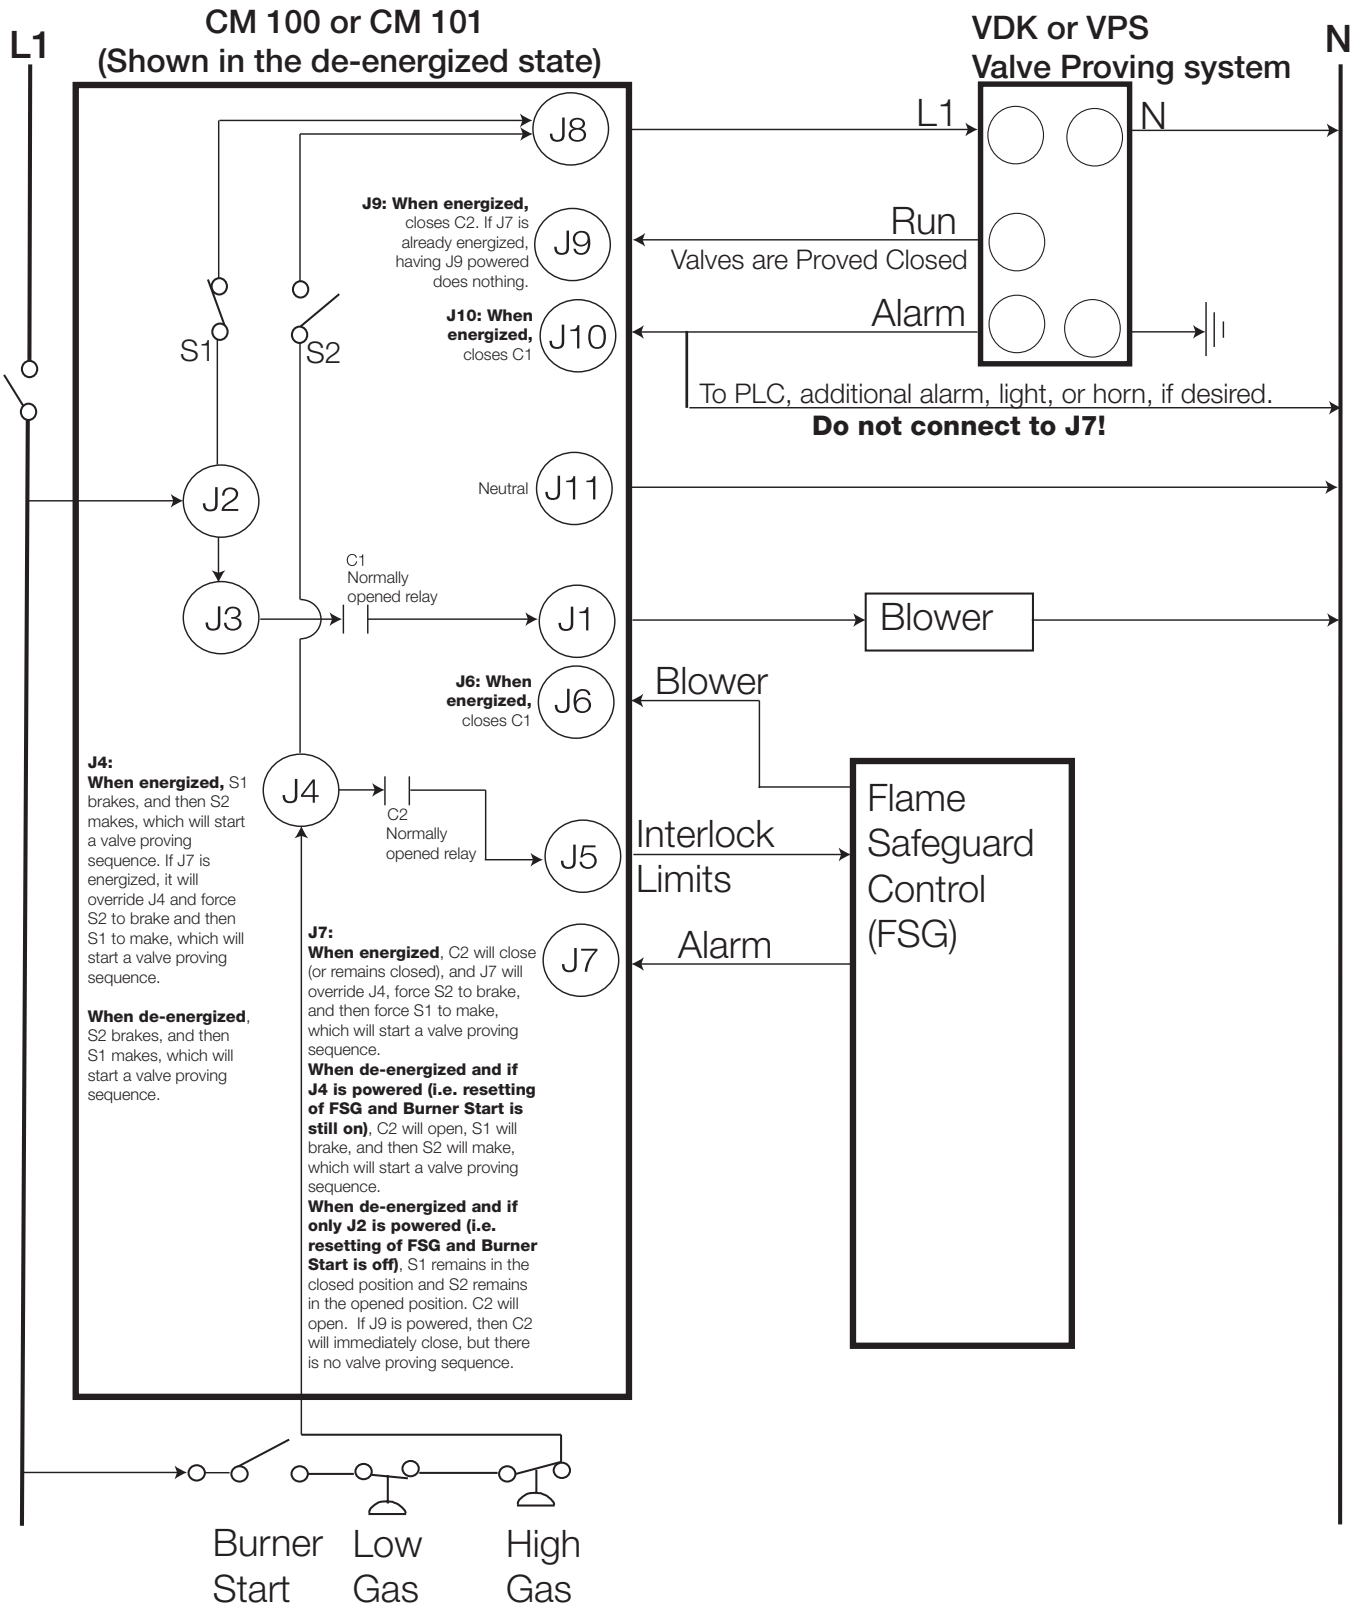 CM 100 or CM 101
(Shown in the de-energized state)
VDK or VPS
Valve Proving system
L1
N
J8
L1
N
J9: When energized,
closes C2. If J7 is
already energized,
having J9 powered
does nothing.
J9
Run
Valves are Proved Closed
J10: When
energized,
closes C1
J10
Alarm
S1
S2
To PLC, additional alarm, light, or horn, if desired.
Do not connect to J7!
J2
Neutral
J11
C1
Normally
opened relay
J3
J1
Blower
J6: When
energized,
closes C1
J6
Blower
J4:
When energized, S1
brakes, and then S2
makes, which will start
a valve proving
sequence. If J7 is
energized, it will
override J4 and force
S2 to brake and then
S1 to make, which will
start a valve proving
sequence.
When de-energized,
S2 brakes, and then
S1 makes, which will
start a valve proving
sequence.
J4
C2
Normally
opened relay
J5
Interlock
Limits
Flame
Safeguard
Control
(FSG)
J7:
When energized, C2 will close
(or remains closed), and J7 will
override J4, force S2 to brake,
and then force S1 to make,
which will start a valve proving
sequence.
When de-energized and if
J4 is powered (i.e. resetting
of FSG and Burner Start is
still on), C2 will open, S1 will
brake, and then S2 will make,
which will start a valve proving
sequence.
When de-energized and if
only J2 is powered (i.e.
resetting of FSG and Burner
Start is off), S1 remains in the
closed position and S2 remains
in the opened position. C2 will
open.  If J9 is powered, then C2
will immediately close, but there
is no valve proving sequence.
J7
Alarm
Burner
Start
Low
Gas
High
Gas